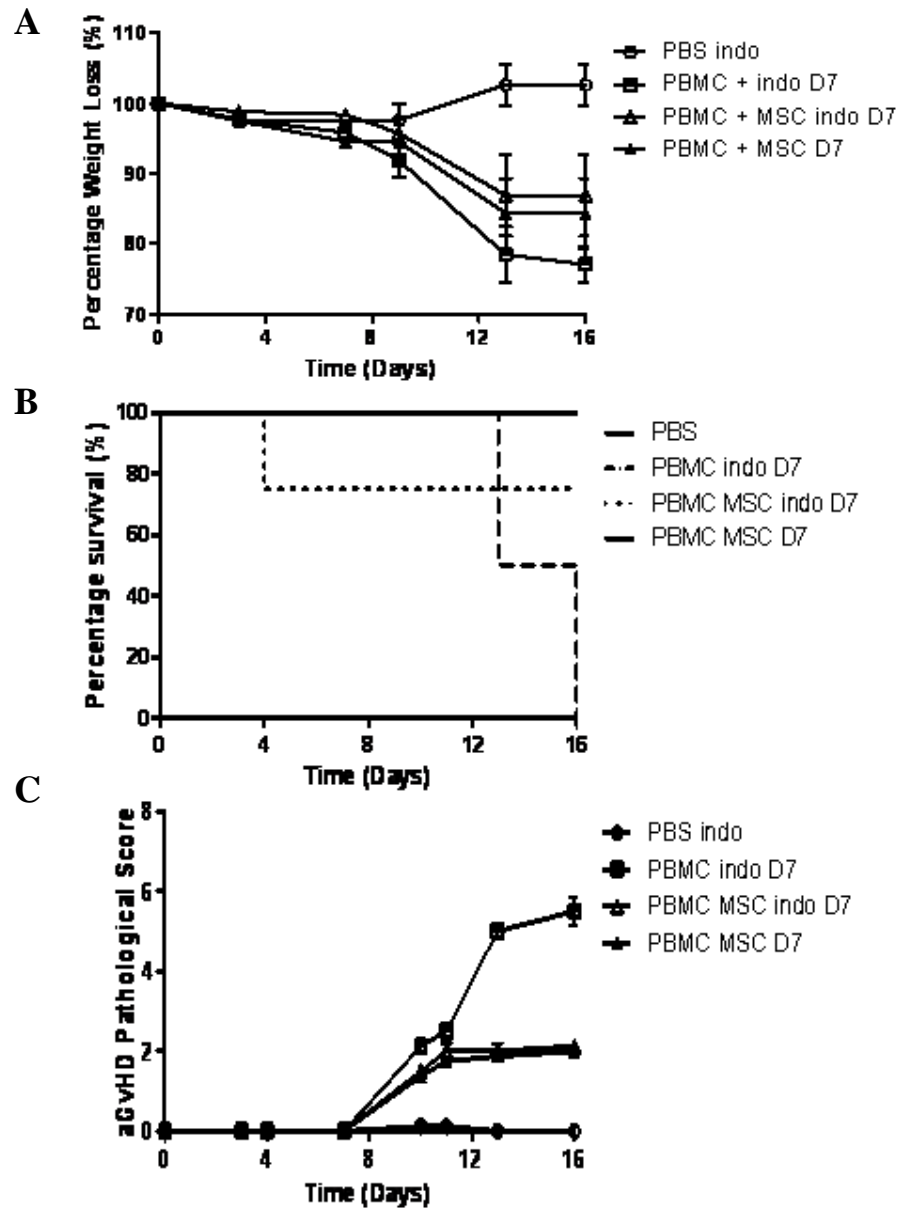 A
Percentage Weight Loss (%)
110
100
90
80
70
0 4 8 12 16
Time (Days)
PBS indo
PBMC + indo D7
PBMC + MSC indo D7
PBMC + MSC D7
B
Percentage survival (%)
100
80
60
40
20
0
0 4 8 12 16
Time (Days)
PBS
PBMC indo D7
PBMC MSC indo D7
PBMC MSC D7
C
aGvHD Pathological Score
8
6
4
2
0
0 4 8 12 16
Time (Days)
PBS indo
PBMC indo D7
PBMC MSC indo D7
PBMC MSC D7